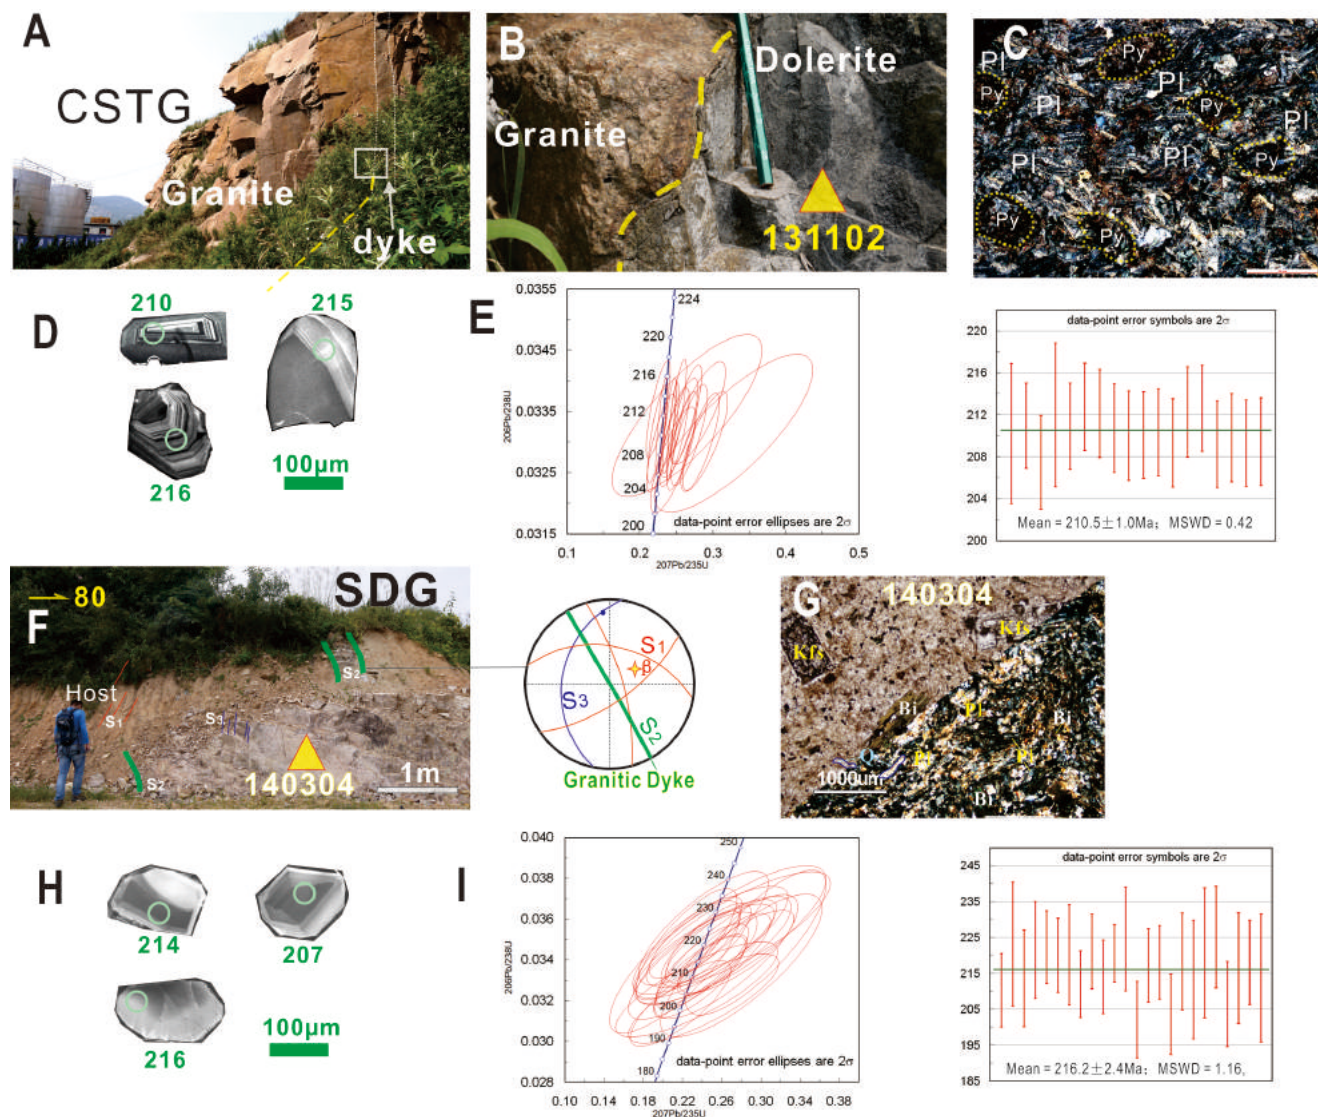 A
CSTG
Granite
dyke
B
Dolerite
Granite
131102
C
Py
Pl
Pl
Py
Pl
Py
Pl
Pl
Py
Py
Py
D
210
215
216
100μm
E
0.0355
0.0345
0.0335
0.0325
0.0315
206Pb/238U
224
220
216
212
208
204
200
data-point error ellipses are 2σ
0.1
0.2
0.3
0.4
0.5
207Pb/235U
data-point error symbols are 2σ
220
216
212
208
204
200
Mean = 210.5±1.0Ma; MSWD = 0.42
80
SDG
F
S2
Host
S1
S3
S2
140304
1m
S1
β
S3
S2
Granitic Dyke
G
140304
Kfs
Kfs
Bi
Pl
Bi
Pl
Pl
Bi
1000um
H
214
207
216
100μm
I
0.040
0.038
0.036
0.034
0.032
0.030
0.028
206Pb/238U
250
240
230
220
210
200
190
180
data-point error ellipses are 2σ
0.12
0.16
0.20
0.24
0.28
0.32
0.36
0.40
207Pb/235U
data-point error symbols are 2σ
245
235
225
215
205
195
185
Mean = 216.2±2.4Ma; MSWD = 1.16,